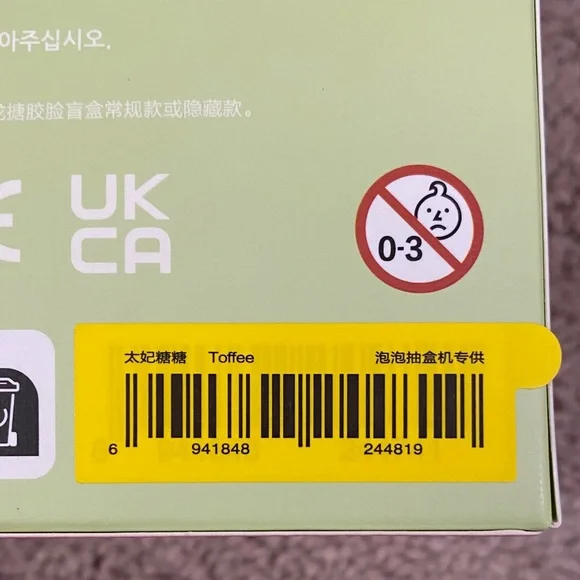 아주십시오.
搪胶脸盲盒常规款或隐藏款。
UK
CA
0-3
太妃糖糖 Toffee 泡泡抽盒机专供
6 941848 244819